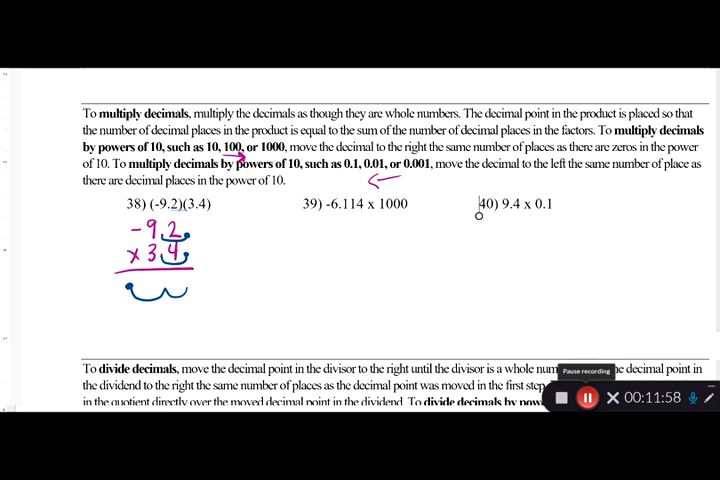 To multiply decimals, multiply the decimals as though they are whole numbers. The decimal point in the product is placed so that
the number of decimal places in the product is equal to the sum of the number of decimal places in the factors. To multiply decimals
by powers of 10, such as 10, 100, or 1000, move the decimal to the right the same number of places as there are zeros in the power
of 10. To multiply decimals by powers of 10, such as 0.1, 0.01, or 0.001, move the decimal to the left the same number of place as
there are decimal places in the power of 10.
38) (-9.2)(3.4) 39) -6.114 x 1000 40) 9.4 x 0.1
-9.2
x 3.4
To divide decimals, move the decimal point in the divisor to the right until the divisor is a whole num he decimal point in
Pause recording
the dividend to the right the same number of places as the decimal point was moved in the first step
00:11:58
in the quotient directly over the moved decimal point in the dividend. To divide decimals by pow